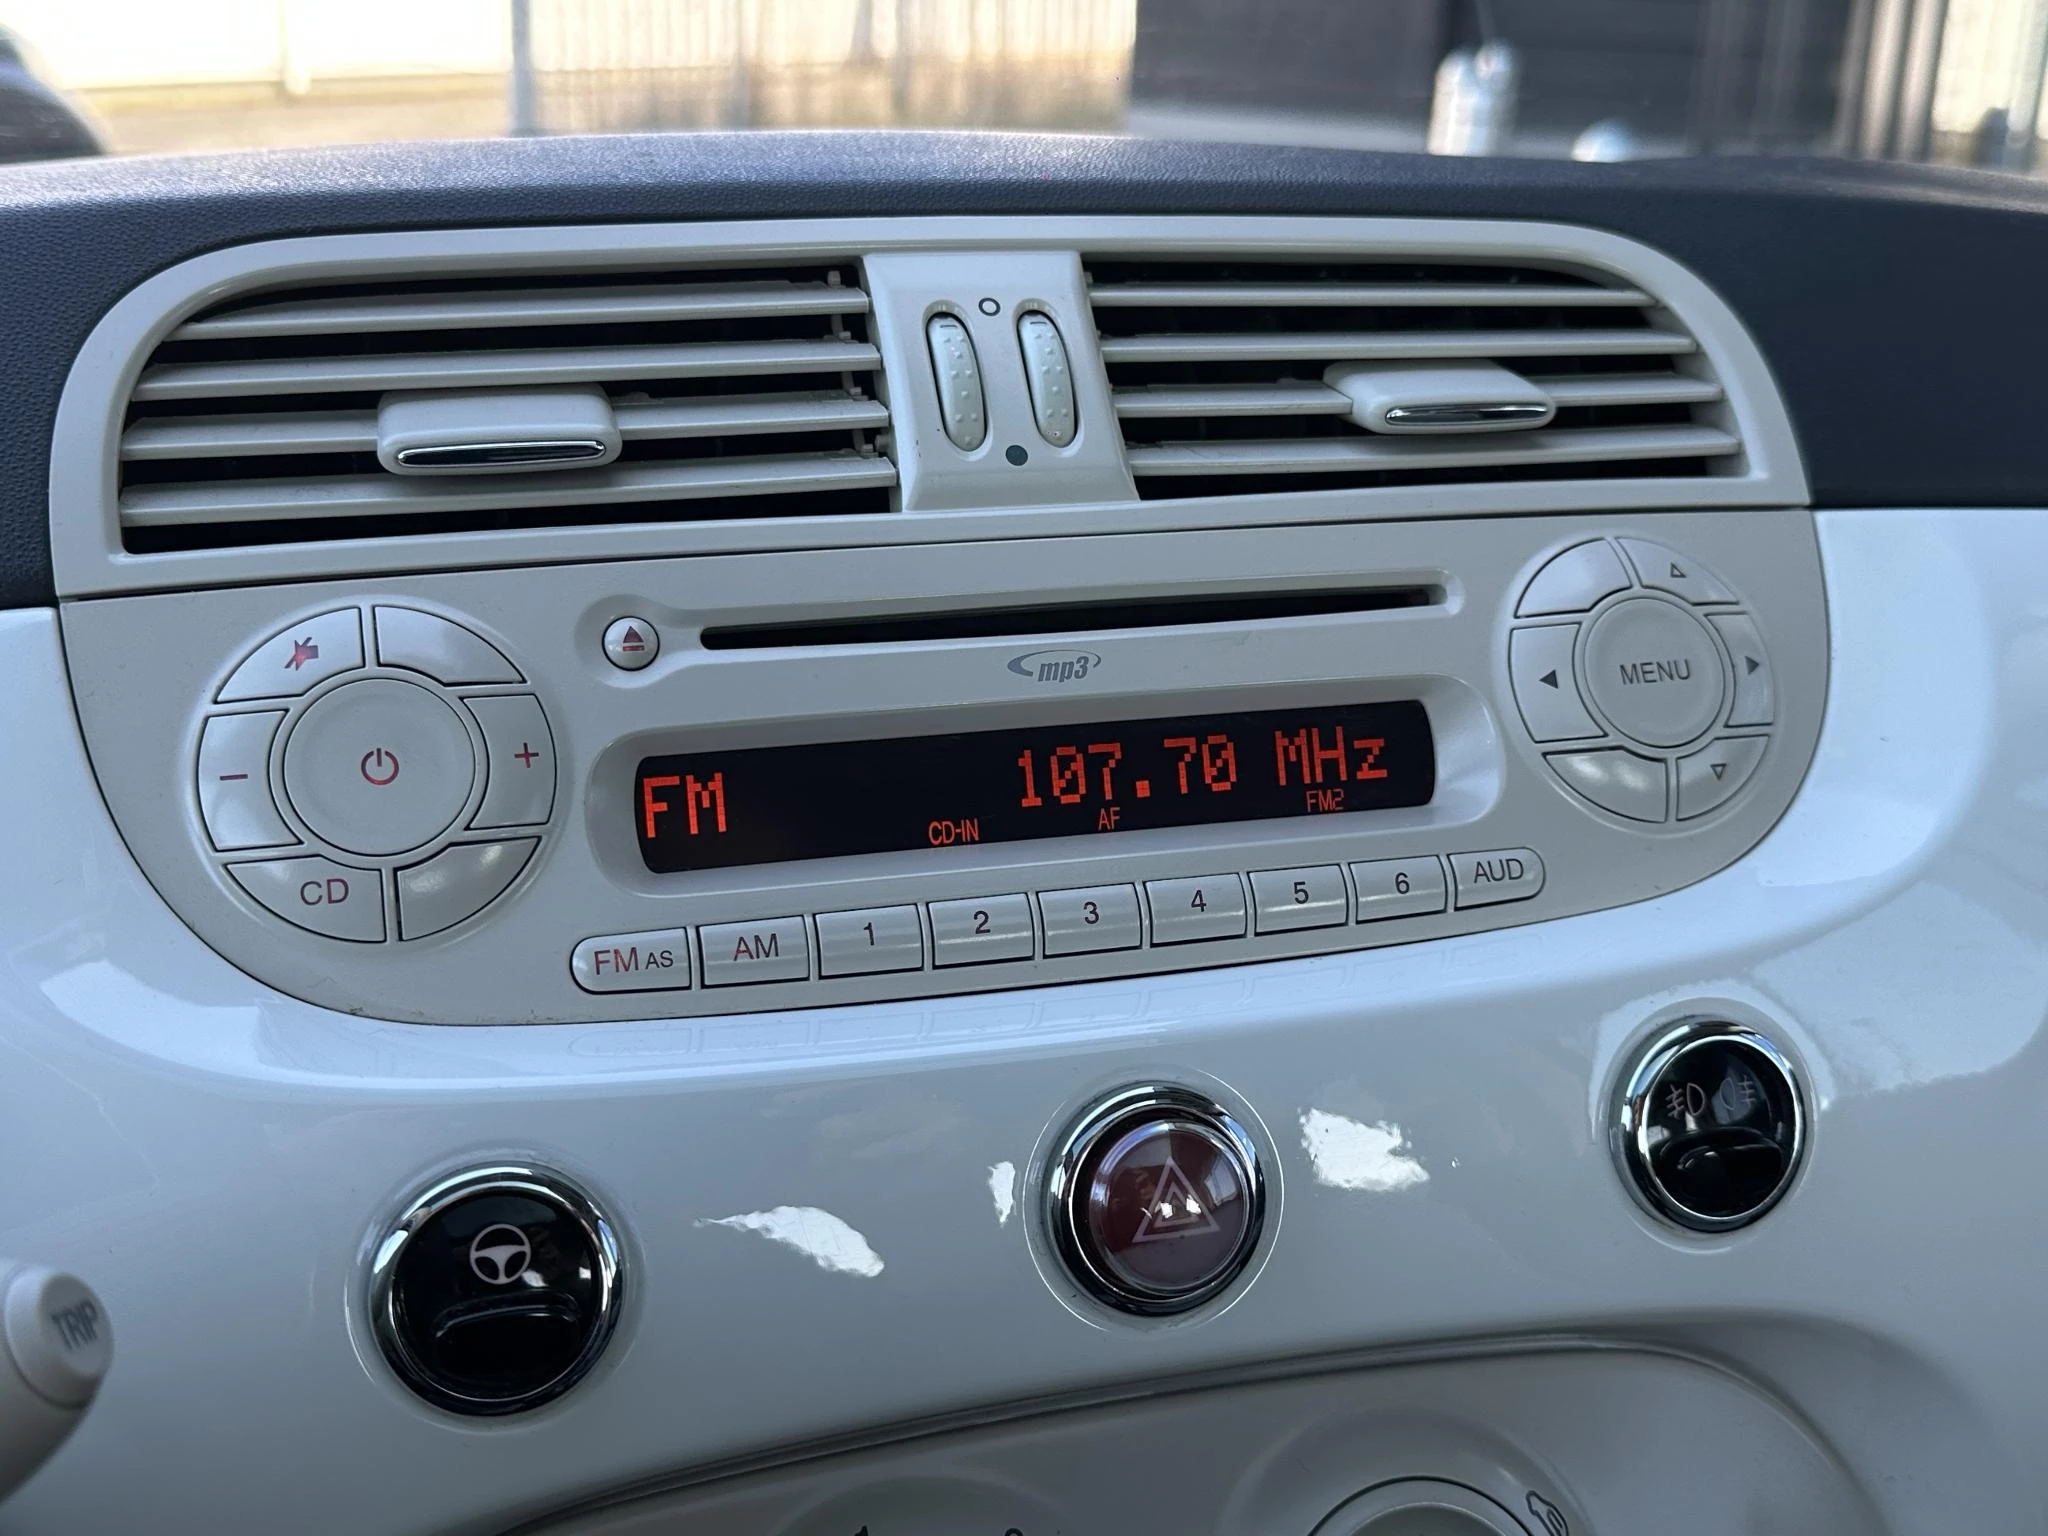 mp3
MENU
FM 107.70 MHz
CD-IN AF FM2
CD
FM AS AM 1 2 3 4 5 6 AUD
TRIP